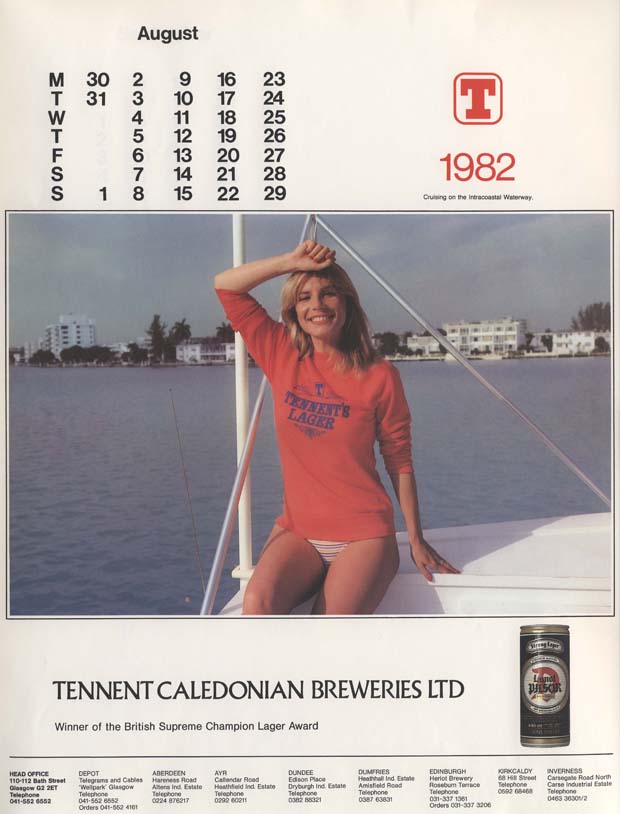 August
M 30 2 9 16 23
T 31 3 10 17 24
W 4 11 18 25
T 5 12 19 26
F 6 13 20 27
S 7 14 21 28
S 1 8 15 22 29
T
1982
Cruising on the Intracoastal Waterway.
T
TENNENT'S
LAGER
TENNENT CALEDONIAN BREWERIES LTD
Winner of the British Supreme Champion Lager Award
Strong Lager
Lamot
PILSOR
HEAD OFFICE
110-112 Bath Street
Glasgow G2 2ET
Telephone
041-552 6552
DEPOT
Telegrams and Cables
'Wellpark' Glasgow
Telephone
041-552 6552
Orders 041-552 4161
ABERDEEN
Hareness Road
Altens Ind. Estate
Telephone
0224 876217
AYR
Callendar Road
Heathfield Ind. Estate
Telephone
0292 60211
DUNDEE
Edison Place
Dryburgh Ind. Estate
Telephone
0382 88321
DUMFRIES
Heathhall Ind. Estate
Amisfield Road
Telephone
0387 63831
EDINBURGH
Heriot Brewery
Roseburn Terrace
Telephone
031-337 1361
Orders 031-337 3206
KIRKCALDY
68 Hill Street
Telephone
0592 68468
INVERNESS
Carsegate Road North
Carse Industrial Estate
Telephone
0463 36301/2